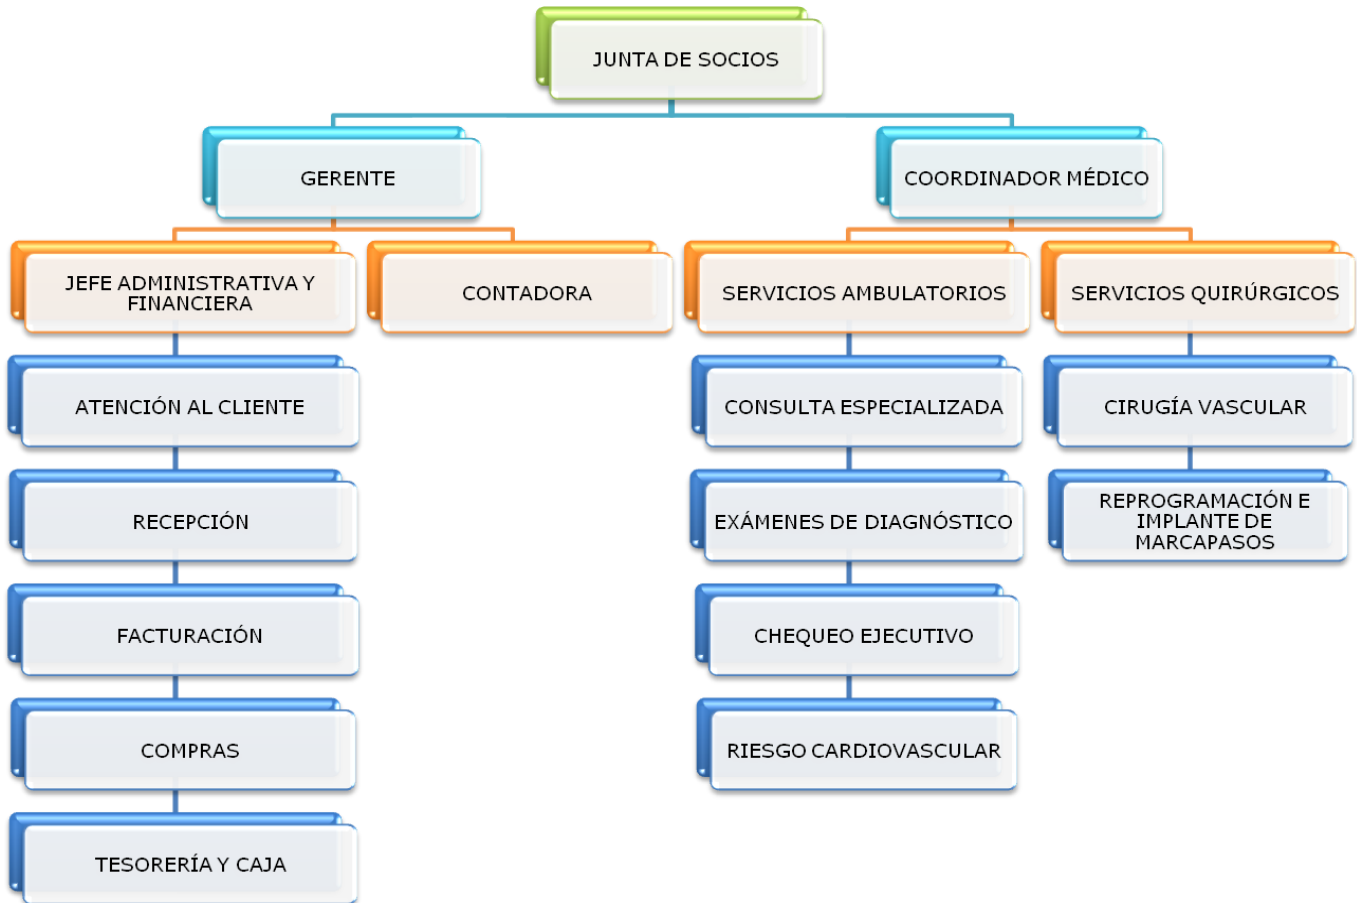 JUNTA DE SOCIOS
GERENTE
COORDINADOR MÉDICO
JEFE ADMINISTRATIVA Y
FINANCIERA
CONTADORA
SERVICIOS AMBULATORIOS
SERVICIOS QUIRÚRGICOS
ATENCIÓN AL CLIENTE
CONSULTA ESPECIALIZADA
CIRUGÍA VASCULAR
RECEPCIÓN
EXÁMENES DE DIAGNÓSTICO
REPROGRAMACIÓN E
IMPLANTE DE
MARCAPASOS
FACTURACIÓN
CHEQUEO EJECUTIVO
COMPRAS
RIESGO CARDIOVASCULAR
TESORERÍA Y CAJA